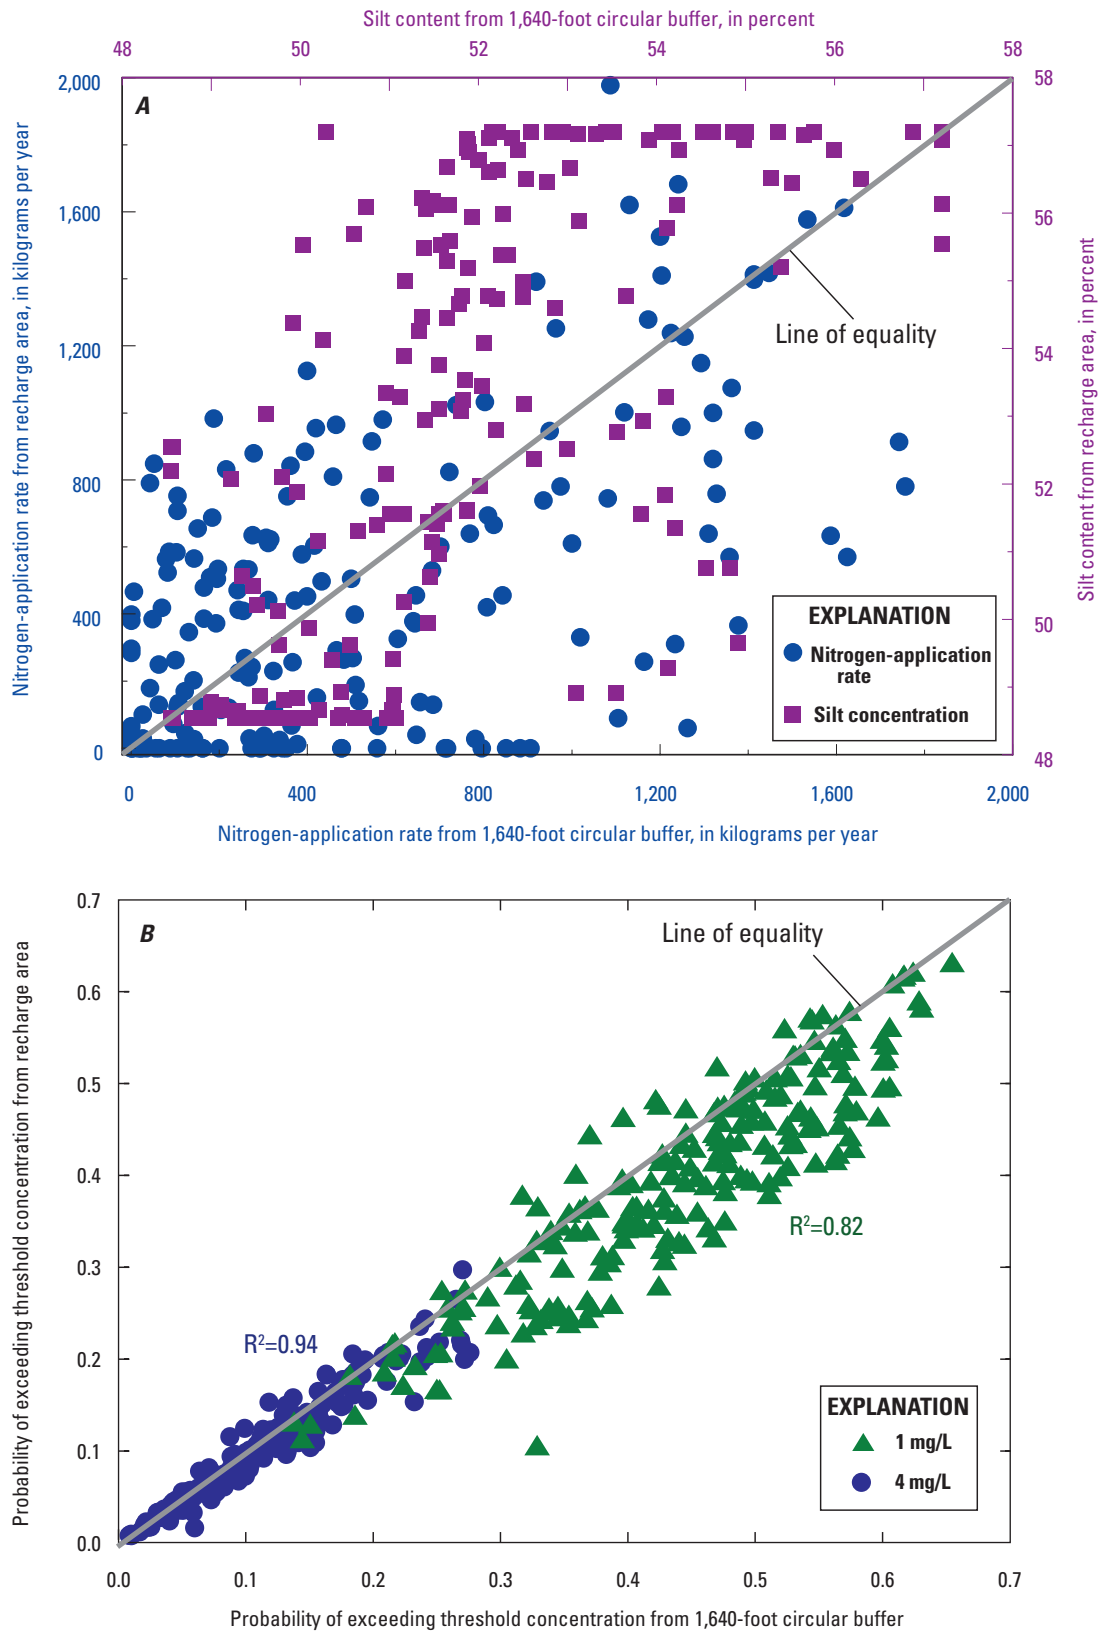 Silt content from 1,640-foot circular buffer, in percent
48 50 52 54 56 58
A
Nitrogen-application rate from recharge area, in kilograms per year
2,000
1,600
1,200
800
400
0
58
56
54
52
50
48
Silt content from recharge area, in percent
Line of equality
EXPLANATION
Nitrogen-application
rate
Silt concentration
0 400 800 1,200 1,600 2,000
Nitrogen-application rate from 1,640-foot circular buffer, in kilograms per year
B
Probability of exceeding threshold concentration from recharge area
0.7
0.6
0.5
0.4
0.3
0.2
0.1
0.0
Line of equality
R²=0.82
R²=0.94
EXPLANATION
1 mg/L
4 mg/L
0.0 0.1 0.2 0.3 0.4 0.5 0.6 0.7
Probability of exceeding threshold concentration from 1,640-foot circular buffer